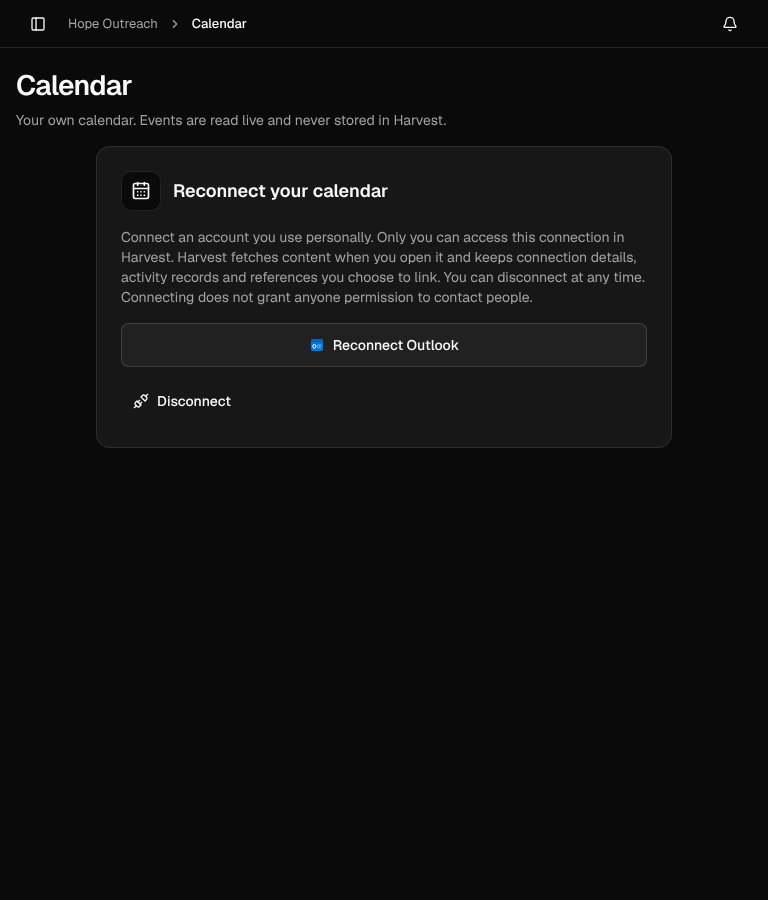 Hope Outreach > Calendar
Calendar
Your own calendar. Events are read live and never stored in Harvest.
Reconnect your calendar
Connect an account you use personally. Only you can access this connection in
Harvest. Harvest fetches content when you open it and keeps connection details,
activity records and references you choose to link. You can disconnect at any time.
Connecting does not grant anyone permission to contact people.
Reconnect Outlook
Disconnect